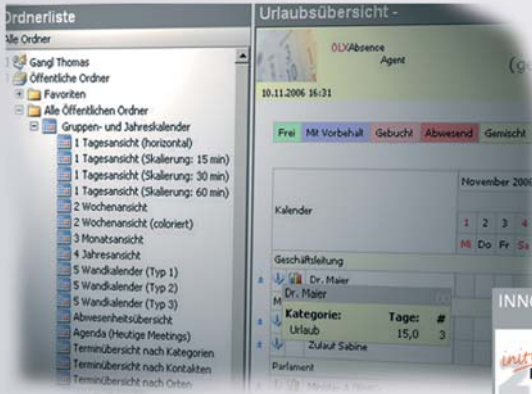 Ordnerliste
Alle Ordner
Gangl Thomas
Öffentliche Ordner
Favoriten
Alle Öffentlichen Ordner
Gruppen- und Jahreskalender
1 Tagesansicht (horizontal)
1 Tagesansicht (Skalierung: 15 min)
1 Tagesansicht (Skalierung: 30 min)
1 Tagesansicht (Skalierung: 60 min)
2 Wochenansicht
2 Wochenansicht (coloriert)
3 Monatsansicht
4 Jahresansicht
5 Wandkalender (Typ 1)
5 Wandkalender (Typ 2)
5 Wandkalender (Typ 3)
Abwesenheitsübersicht
Agenda (Heutige Meetings)
Terminübersicht nach Kategorien
Terminübersicht nach Kontakten
Terminübersicht nach Orten
Urlaubsübersicht -
OLXAbsence
Agent
(ge
10.11.2006 16:31
Frei Mit Vorbehalt Gebucht Abwesend Gemischt
November 2006
Kalender
1 2 3 4
Mi Do Fr Sa
Geschäftsleitung
Dr. Maier
Dr. Maier
M
Kategorie: Tage: #
Urlaub 15,0 3
Zulauf Sabine
Parlament
INNO
init